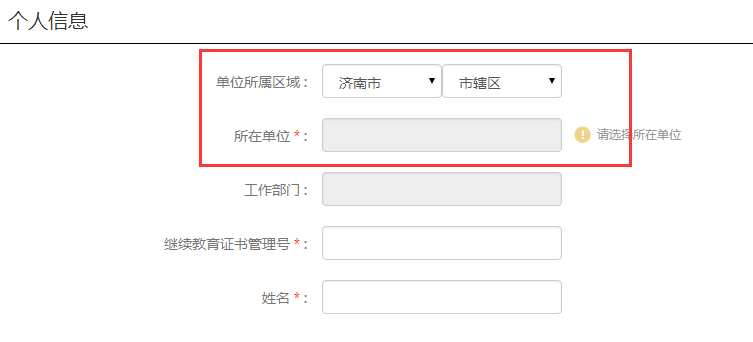 个人信息
单位所属区域： 济南市 市辖区
所在单位 *： 请选择所在单位
工作部门：
继续教育证书管理号 *：
姓名 *：